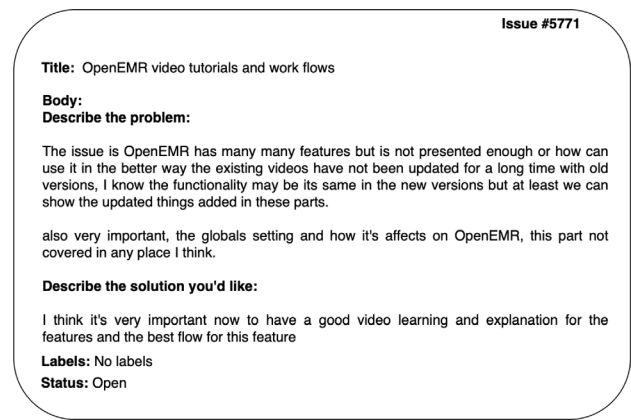 Issue #5771
Title: OpenEMR video tutorials and work flows
Body:
Describe the problem:
The issue is OpenEMR has many many features but is not presented enough or how can
use it in the better way the existing videos have not been updated for a long time with old
versions, I know the functionality may be its same in the new versions but at least we can
show the updated things added in these parts.
also very important, the globals setting and how it's affects on OpenEMR, this part not
covered in any place I think.
Describe the solution you'd like:
I think it's very important now to have a good video learning and explanation for the
features and the best flow for this feature
Labels: No labels
Status: Open